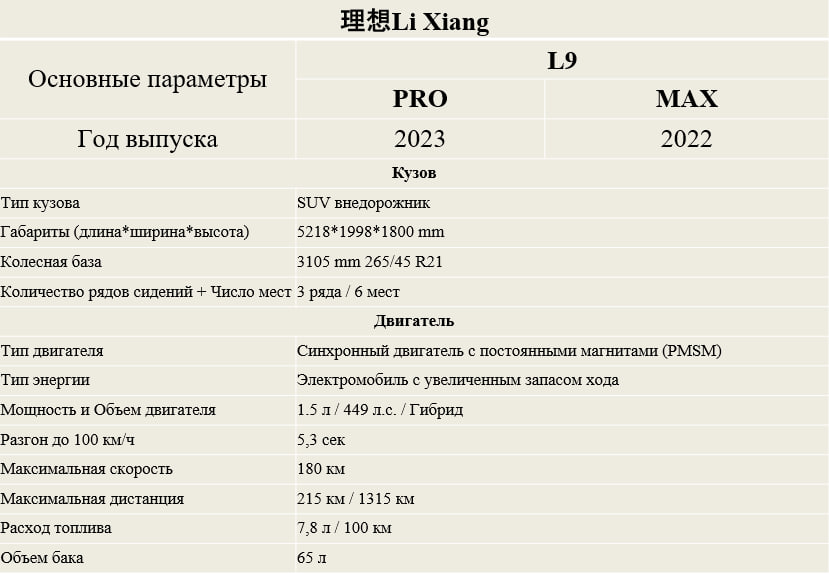 理想Li Xiang
Основные параметры
L9
PRO MAX
Год выпуска 2023 2022
Кузов
Тип кузова SUV внедорожник
Габариты (длина*ширина*высота) 5218*1998*1800 mm
Колесная база 3105 mm 265/45 R21
Количество рядов сидений + Число мест 3 ряда / 6 мест
Двигатель
Тип двигателя Синхронный двигатель с постоянными магнитами (PMSM)
Тип энергии Электромобиль с увеличенным запасом хода
Мощность и Объем двигателя 1.5 л / 449 л.с. / Гибрид
Разгон до 100 км/ч 5,3 сек
Максимальная скорость 180 км
Максимальная дистанция 215 км / 1315 км
Расход топлива 7,8 л / 100 км
Объем бака 65 л